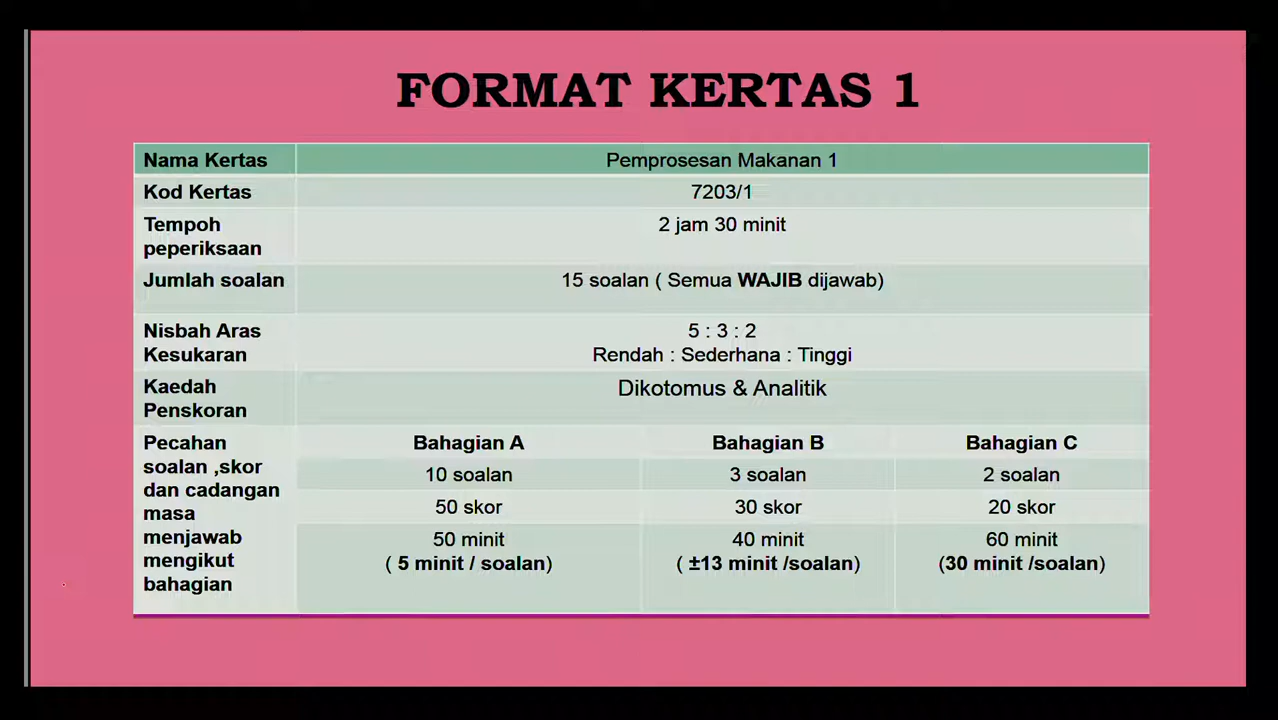 FORMAT KERTAS 1
Nama Kertas
Pemprosesan Makanan 1
Kod Kertas
7203/1
Tempoh
peperiksaan
2 jam 30 minit
Jumlah soalan
15 soalan ( Semua WAJIB dijawab)
Nisbah Aras
Kesukaran
5 : 3 : 2
Rendah : Sederhana : Tinggi
Kaedah
Penskoran
Dikotomus & Analitik
Pecahan
soalan ,skor
dan cadangan
masa
menjawab
mengikut
bahagian
Bahagian A
Bahagian B
Bahagian C
10 soalan
3 soalan
2 soalan
50 skor
30 skor
20 skor
50 minit
( 5 minit / soalan)
40 minit
( ±13 minit /soalan)
60 minit
(30 minit /soalan)